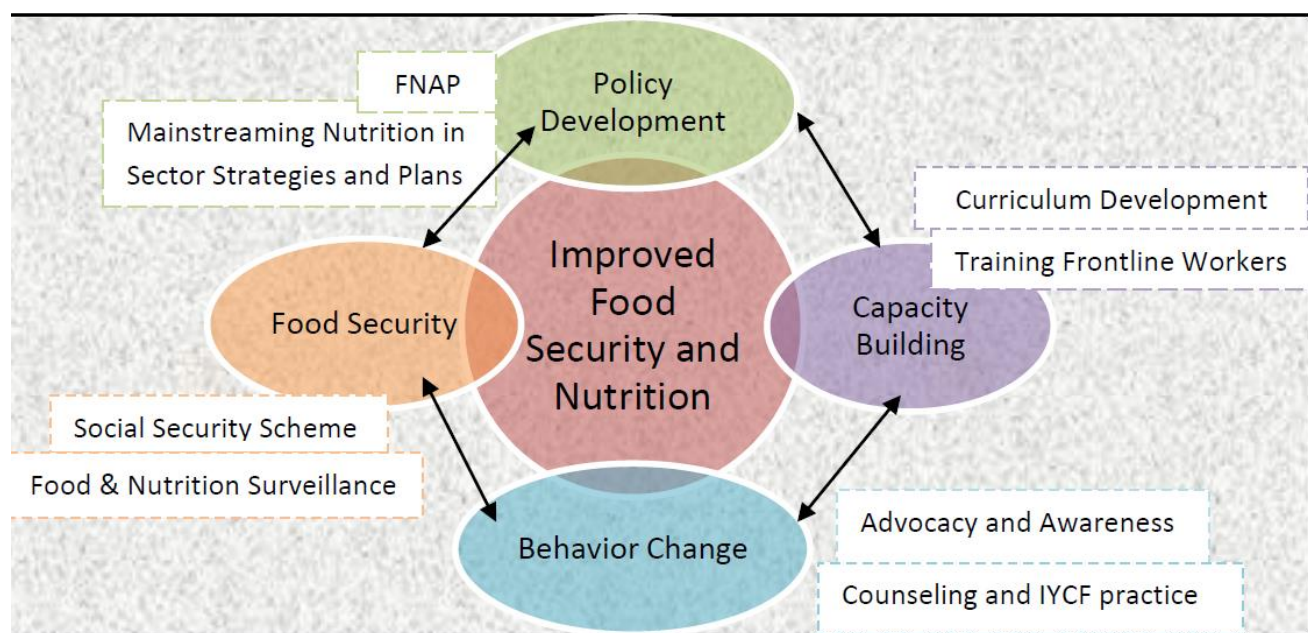 FNAP
Mainstreaming Nutrition in
Sector Strategies and Plans
Policy
Development
Curriculum Development
Training Frontline Workers
Capacity
Building
Improved
Food
Security and
Nutrition
Food Security
Social Security Scheme
Food & Nutrition Surveillance
Behavior Change
Advocacy and Awareness
Counseling and IYCF practice